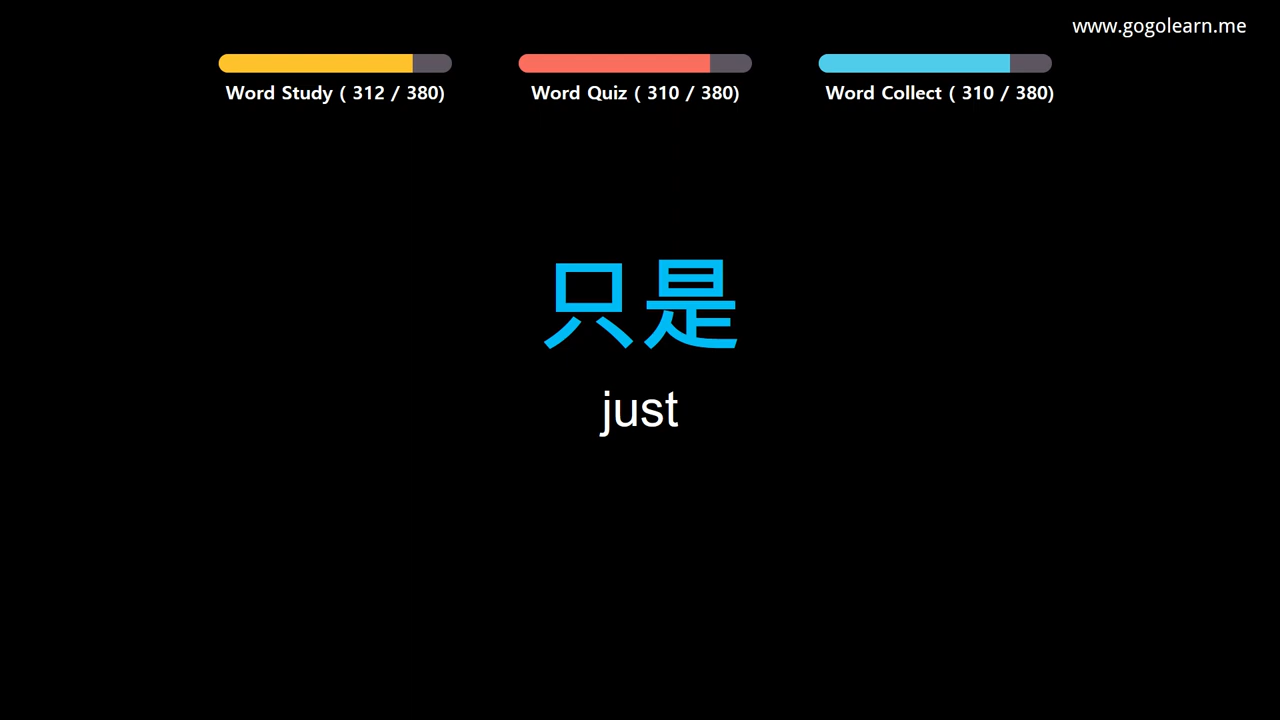 www.gogolearn.me
Word Study ( 312 / 380)
Word Quiz ( 310 / 380)
Word Collect ( 310 / 380)
只是
just